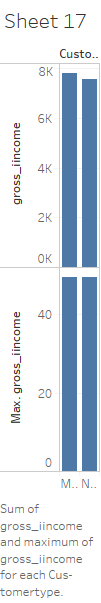 Sheet 17
Custo..
8K
6K
4K
2K
0K
gross_iincome
40
20
0
Max. gross_iincome
M.. N..
Sum of
gross_iincome
and maximum of
gross_iincome
for each Cus-
tomertype.